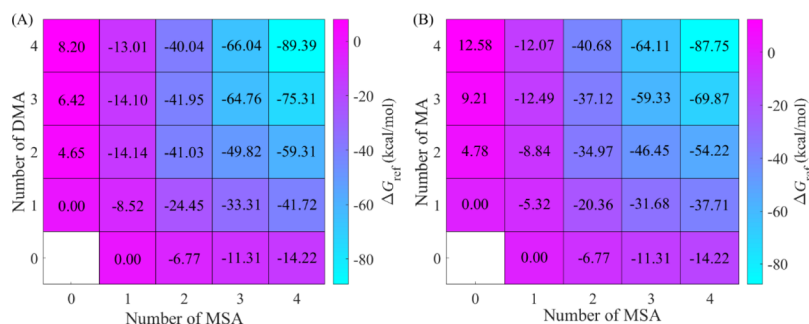 (A)
Number of DMA
4 8.20 -13.01 -40.04 -66.04 -89.39
3 6.42 -14.10 -41.95 -64.76 -75.31
2 4.65 -14.14 -41.03 -49.82 -59.31
1 0.00 -8.52 -24.45 -33.31 -41.72
0 0.00 -6.77 -11.31 -14.22
0 1 2 3 4
Number of MSA
0
-20
-40
-60
-80
ΔGref (kcal/mol)
(B)
Number of MA
4 12.58 -12.07 -40.68 -64.11 -87.75
3 9.21 -12.49 -37.12 -59.33 -69.87
2 4.78 -8.84 -34.97 -46.45 -54.22
1 0.00 -5.32 -20.36 -31.68 -37.71
0 0.00 -6.77 -11.31 -14.22
0 1 2 3 4
Number of MSA
0
-20
-40
-60
-80
ΔGref (kcal/mol)